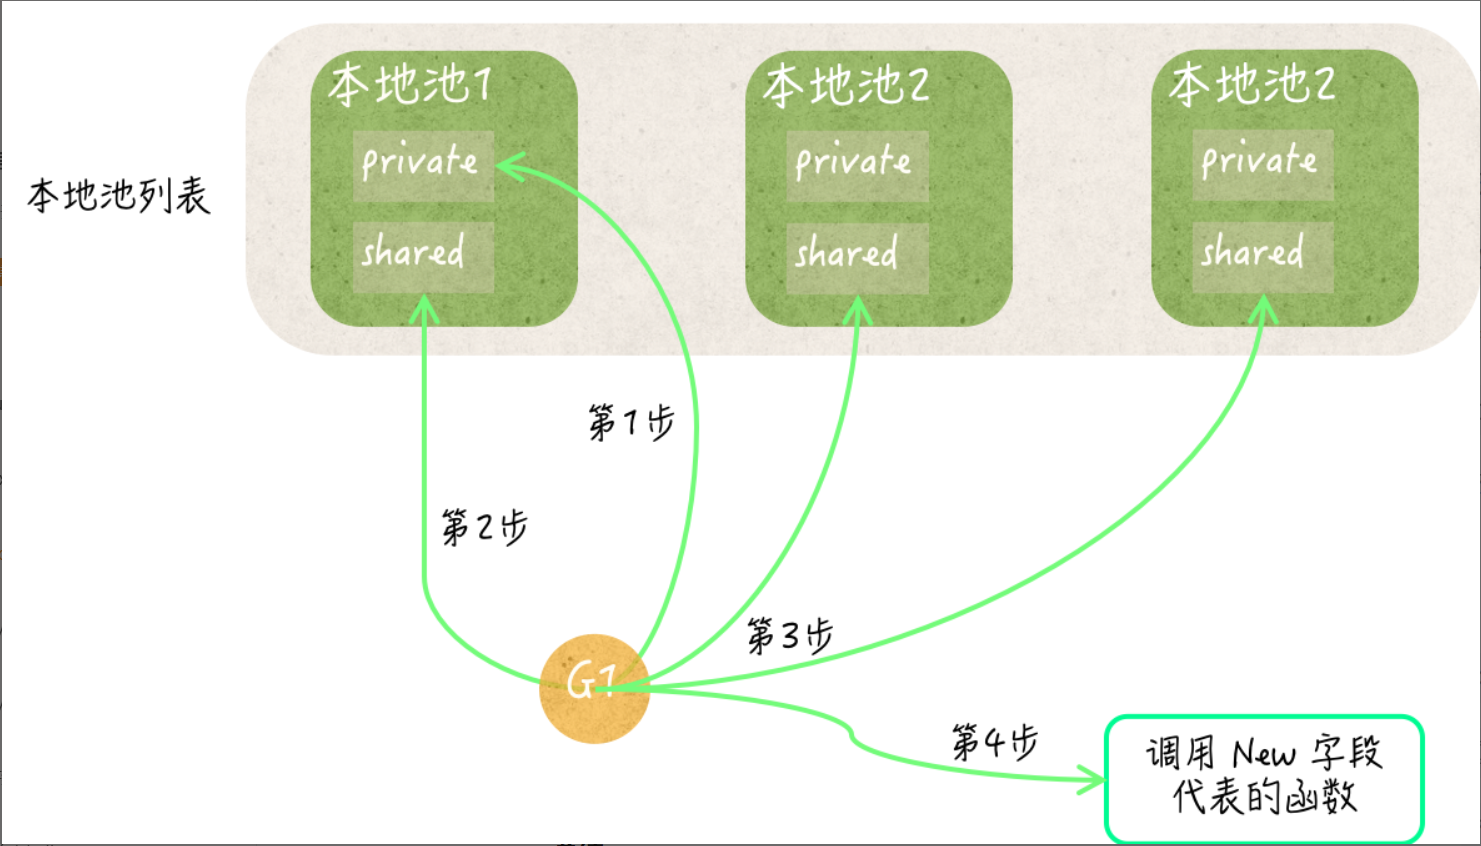 本地池1
本地池2
本地池2
private
private
private
本地池列表
shared
shared
shared
第1步
第2步
第3步
G1
第4步
调用 New 字段
代表的函数